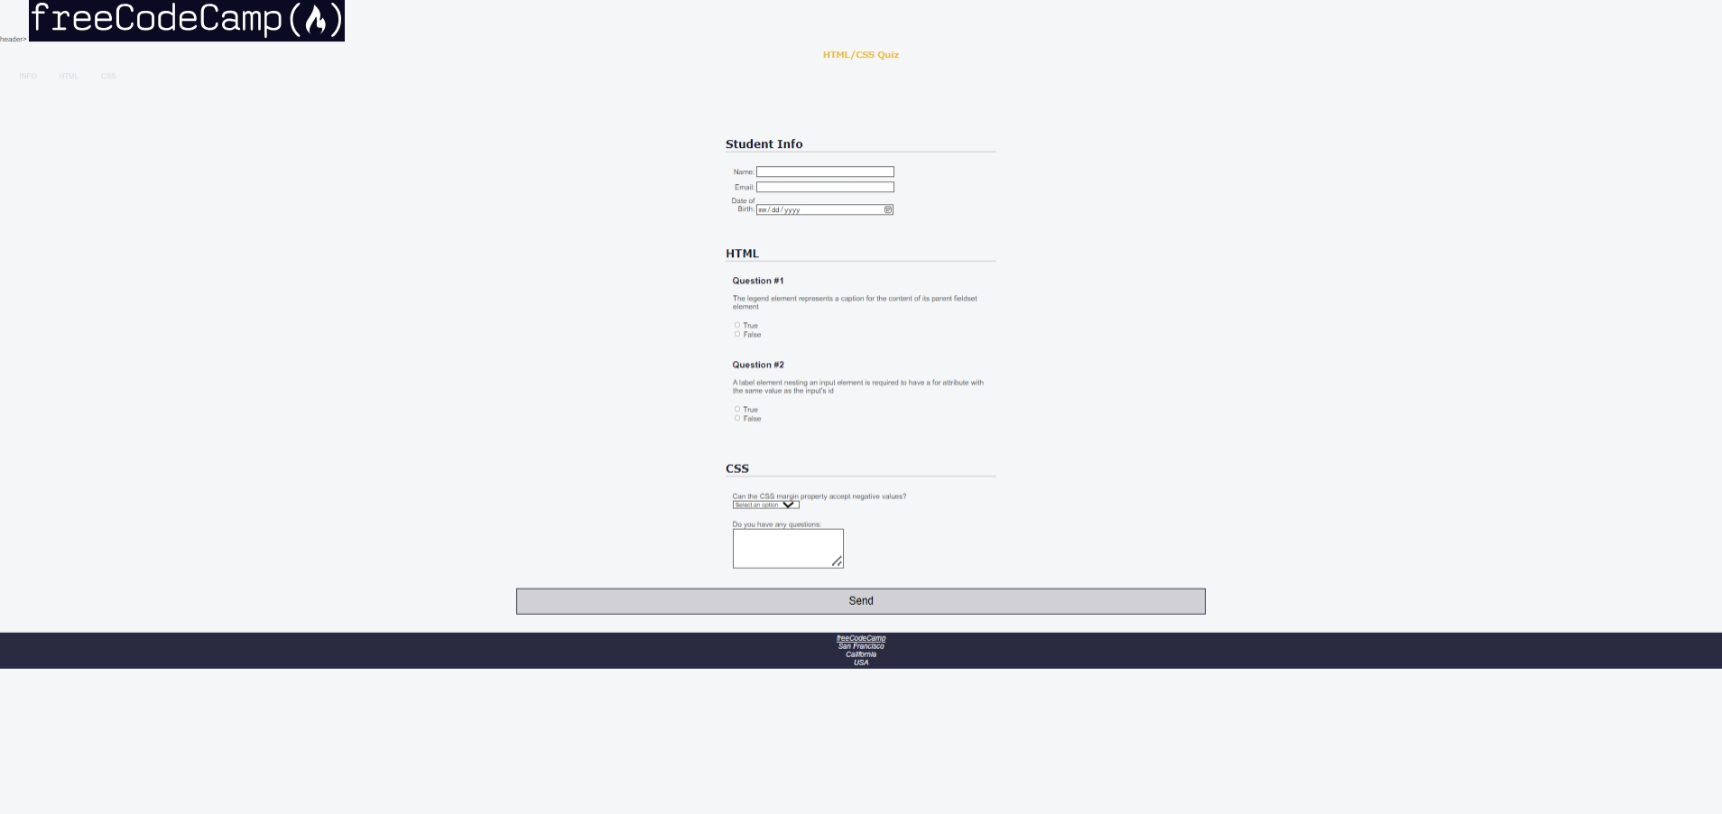 freeCodeCamp(🔥)
header>
HTML/CSS Quiz
INFO HTML CSS
Student Info
Name:
Email:
Date of
Birth: mm/dd/yyyy
HTML
Question #1
The legend element represents a caption for the content of its parent fieldset
element
True
False
Question #2
A label element nesting an input element is required to have a for attribute with
the same value as the input's id
True
False
CSS
Can the CSS margin property accept negative values?
Select an option
Do you have any questions:
Send
freeCodeCamp
San Francisco
California
USA